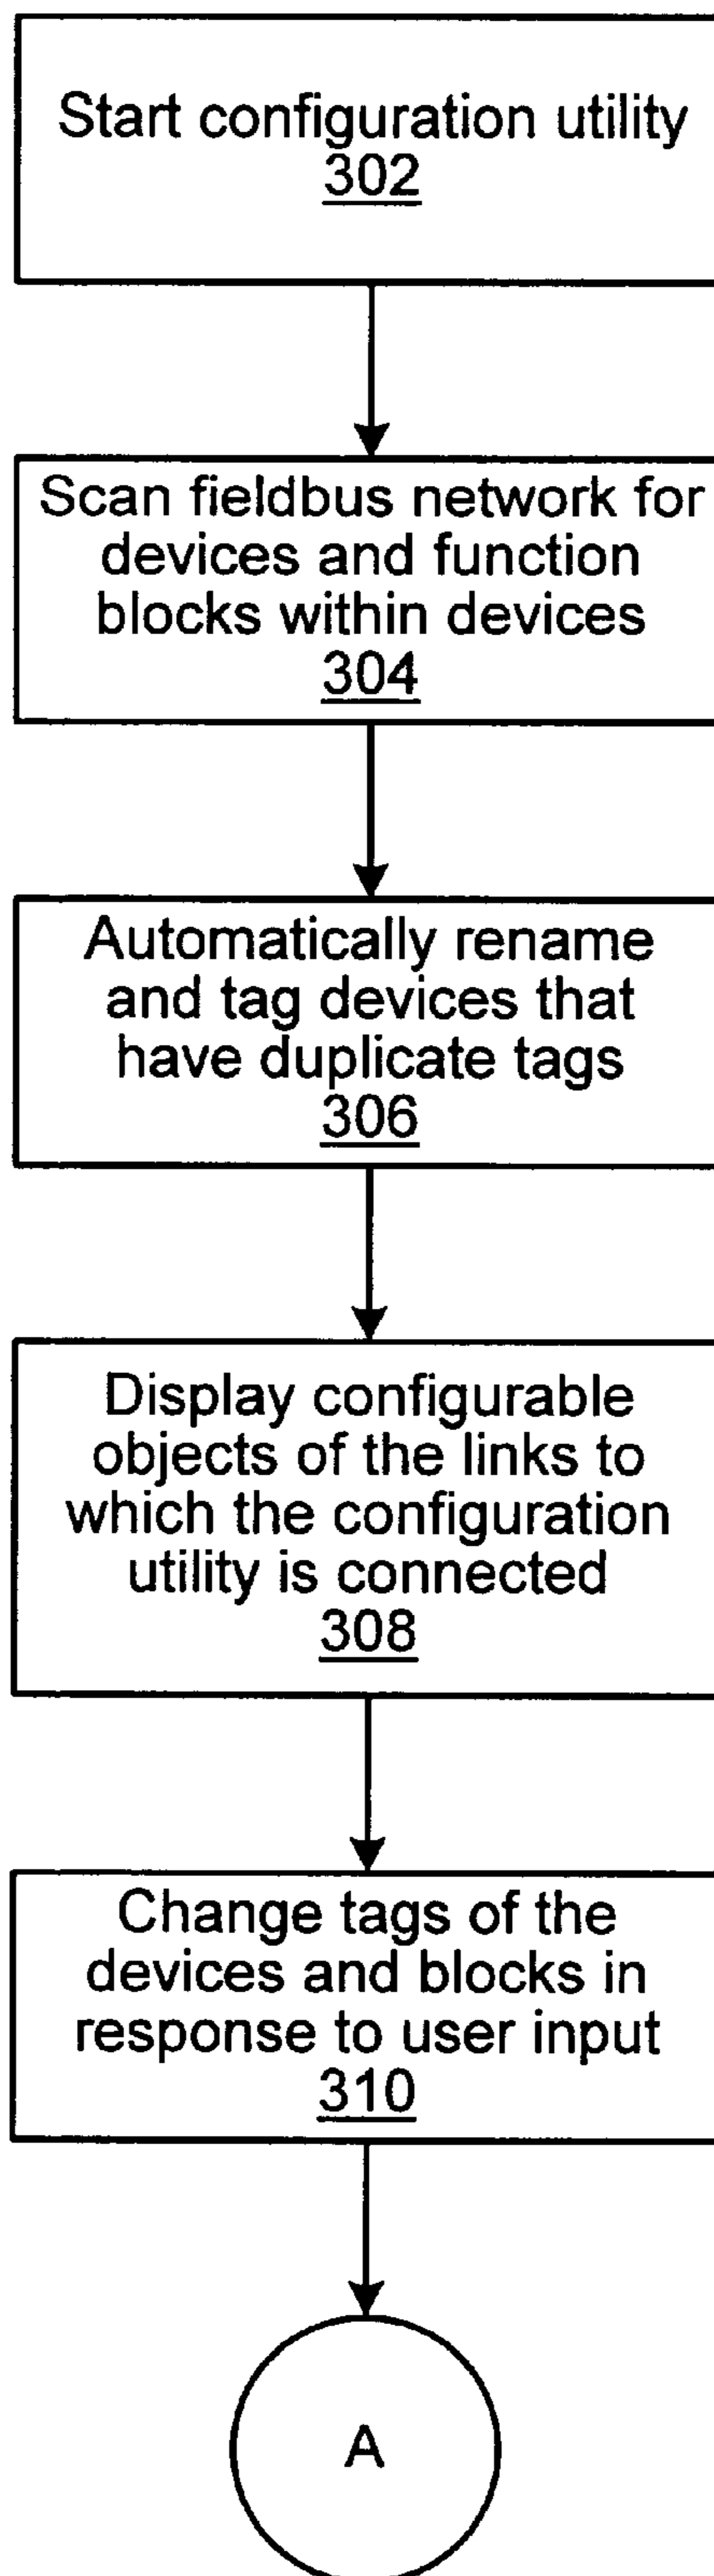 Start configuration utility
302
Scan fieldbus network for
devices and function
blocks within devices
304
Automatically rename
and tag devices that
have duplicate tags
306
Display configurable
objects of the links to
which the configuration
utility is connected
308
Change tags of the
devices and blocks in
response to user input
310
A